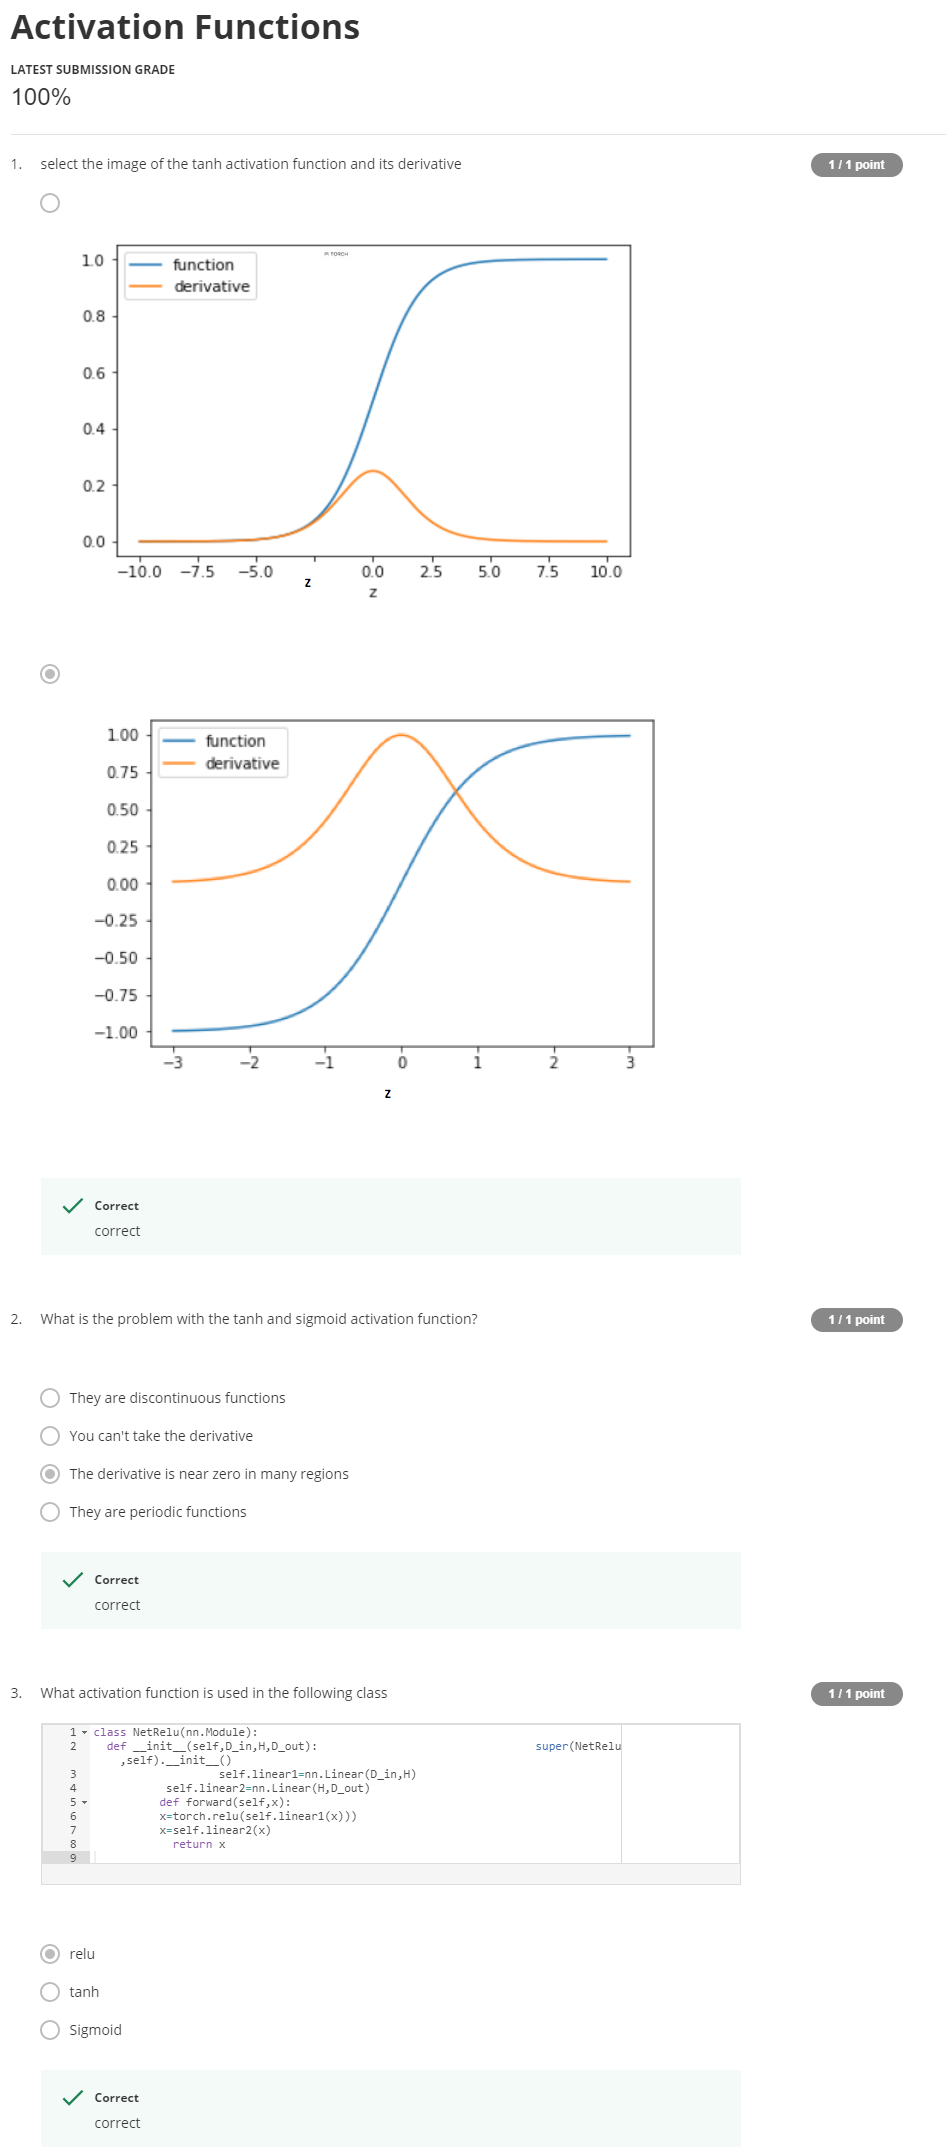 Activation Functions
LATEST SUBMISSION GRADE
100%
1. select the image of the tanh activation function and its derivative
1 / 1 point
function
derivative
1.0
0.8
0.6
0.4
0.2
0.0
−10.0 −7.5 −5.0 0.0 2.5 5.0 7.5 10.0
z
z
function
derivative
1.00
0.75
0.50
0.25
0.00
−0.25
−0.50
−0.75
−1.00
−3 −2 −1 0 1 2 3
z
Correct
correct
2. What is the problem with the tanh and sigmoid activation function?
1 / 1 point
They are discontinuous functions
You can't take the derivative
The derivative is near zero in many regions
They are periodic functions
Correct
correct
3. What activation function is used in the following class
1 / 1 point
1 class NetRelu(nn.Module):
2 def __init__(self,D_in,H,D_out): super(NetRelu
,self).__init__()
3 self.linear1=nn.Linear(D_in,H)
4 self.linear2=nn.Linear(H,D_out)
5 def forward(self,x):
6 x=torch.relu(self.linear1(x)))
7 x=self.linear2(x)
8 return x
9
relu
tanh
Sigmoid
Correct
correct